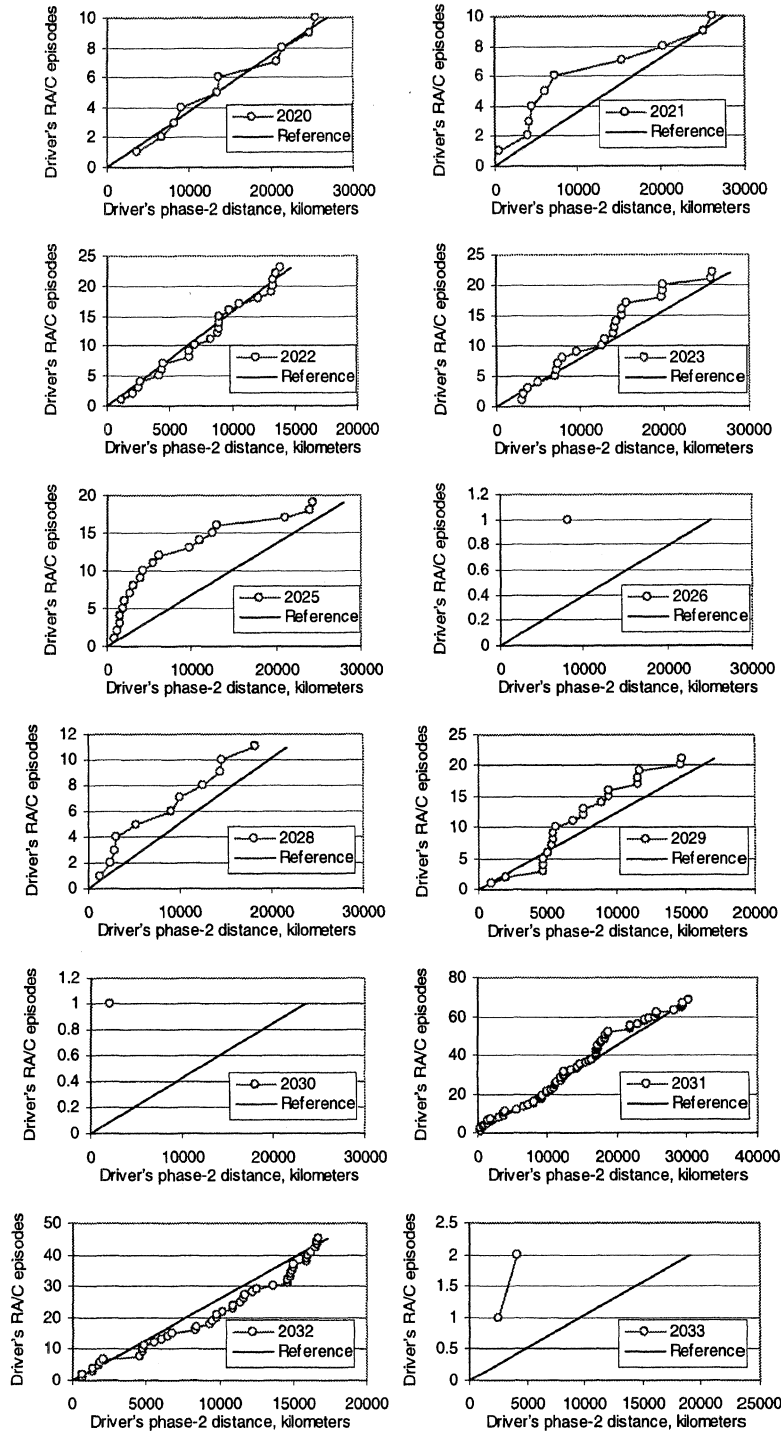 Driver's RA/C episodes
10
8
6
4
2
0
2020
Reference
0 10000 20000 30000
Driver's phase-2 distance, kilometers
Driver's RA/C episodes
10
8
6
4
2
0
2021
Reference
0 10000 20000 30000
Driver's phase-2 distance, kilometers
Driver's RA/C episodes
25
20
15
10
5
0
2022
Reference
0 5000 10000 15000 20000
Driver's phase-2 distance, kilometers
Driver's RA/C episodes
25
20
15
10
5
0
2023
Reference
0 10000 20000 30000
Driver's phase-2 distance, kilometers
Driver's RA/C episodes
20
15
10
5
0
2025
Reference
0 10000 20000 30000
Driver's phase-2 distance, kilometers
Driver's RA/C episodes
1.2
1
0.8
0.6
0.4
0.2
0
2026
Reference
0 10000 20000 30000
Driver's phase-2 distance, kilometers
Driver's RA/C episodes
12
10
8
6
4
2
0
2028
Reference
0 10000 20000 30000
Driver's phase-2 distance, kilometers
Driver's RA/C episodes
25
20
15
10
5
0
2029
Reference
0 5000 10000 15000 20000
Driver's phase-2 distance, kilometers
Driver's RA/C episodes
1.2
1
0.8
0.6
0.4
0.2
0
2030
Reference
0 10000 20000 30000
Driver's phase-2 distance, kilometers
Driver's RA/C episodes
80
60
40
20
0
2031
Reference
0 10000 20000 30000 40000
Driver's phase-2 distance, kilometers
Driver's RA/C episodes
50
40
30
20
10
0
2032
Reference
0 5000 10000 15000 20000
Driver's phase-2 distance, kilometers
Driver's RA/C episodes
2.5
2
1.5
1
0.5
0
2033
Reference
0 5000 10000 15000 20000 25000
Driver's phase-2 distance, kilometers